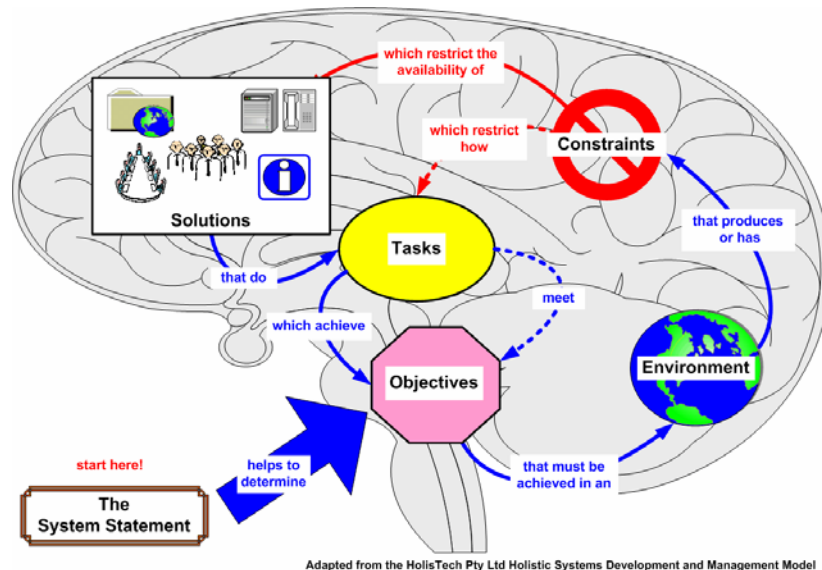 which restrict the
availability of
which restrict
how
Constraints
Solutions
that produces
or has
Tasks
that do
meet
which achieve
Objectives
Environment
start here!
helps to
determine
that must be
achieved in an
The
System Statement
Adapted from the HolisTech Pty Ltd Holistic Systems Development and Management Model